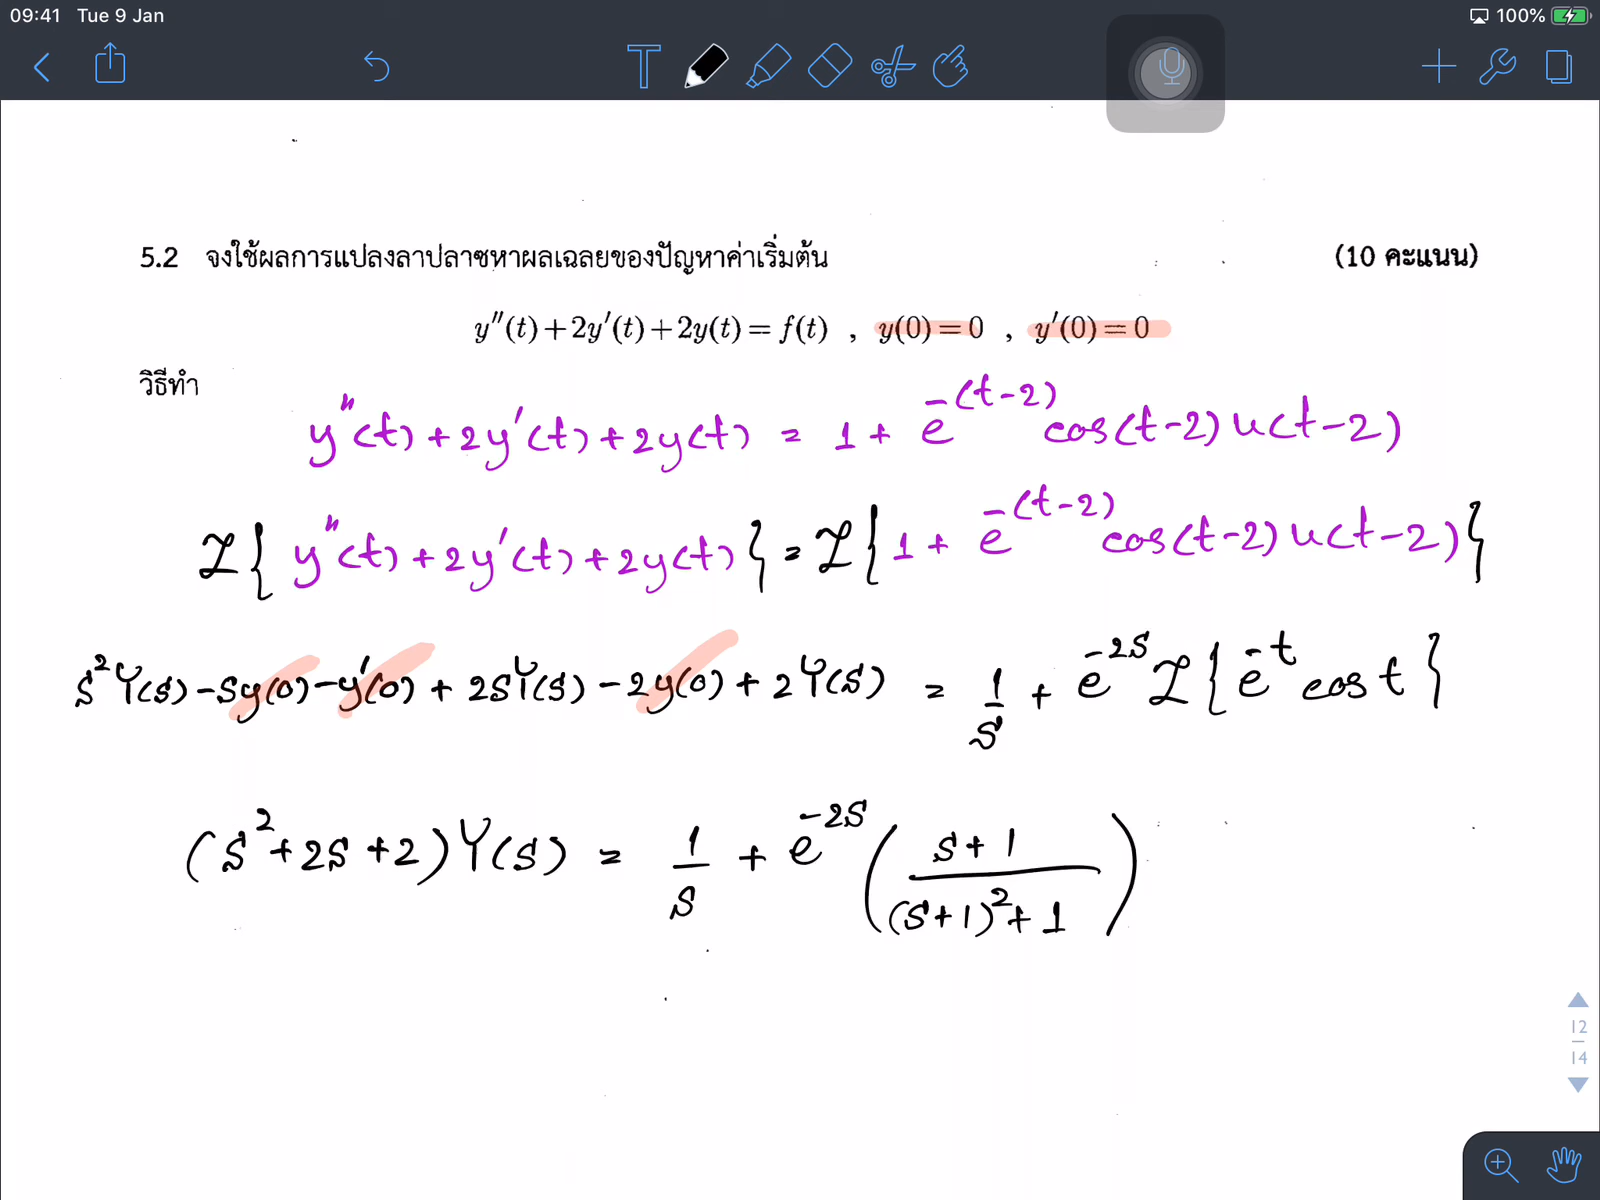 09:41 Tue 9 Jan 100%
5.2 จงใช้ผลการแปลงลาปลาซหาผลเฉลยของปัญหาค่าเริ่มต้น (10 คะแนน)
y″(t)+2y′(t)+2y(t)=f(t) , y(0)=0 , y′(0)=0
วิธีทำ
y″(t)+2y′(t)+2y(t) = 1 + e^-(t-2) cos(t-2)u(t-2)
ℒ{y″(t)+2y′(t)+2y(t)} = ℒ{1 + e^-(t-2) cos(t-2)u(t-2)}
s²Y(s)-sy(0)-y′(0)+2sY(s)-2y(0)+2Y(s) = 1/s + e^-2s ℒ{e^-t cos t}
(s²+2s+2)Y(s) = 1/s + e^-2s ((s+1)/((s+1)²+1))
12
14